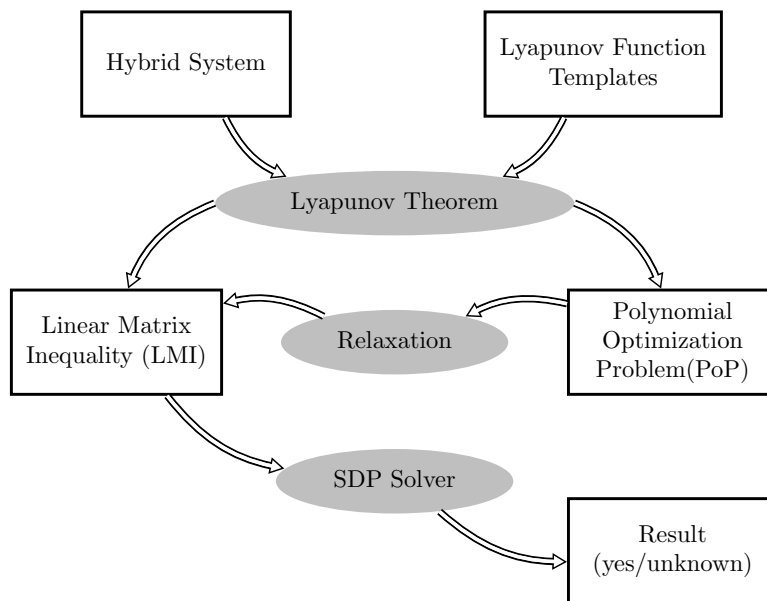 Hybrid System
Lyapunov Function
Templates
Lyapunov Theorem
Linear Matrix
Inequality (LMI)
Relaxation
Polynomial
Optimization
Problem(PoP)
SDP Solver
Result
(yes/unknown)